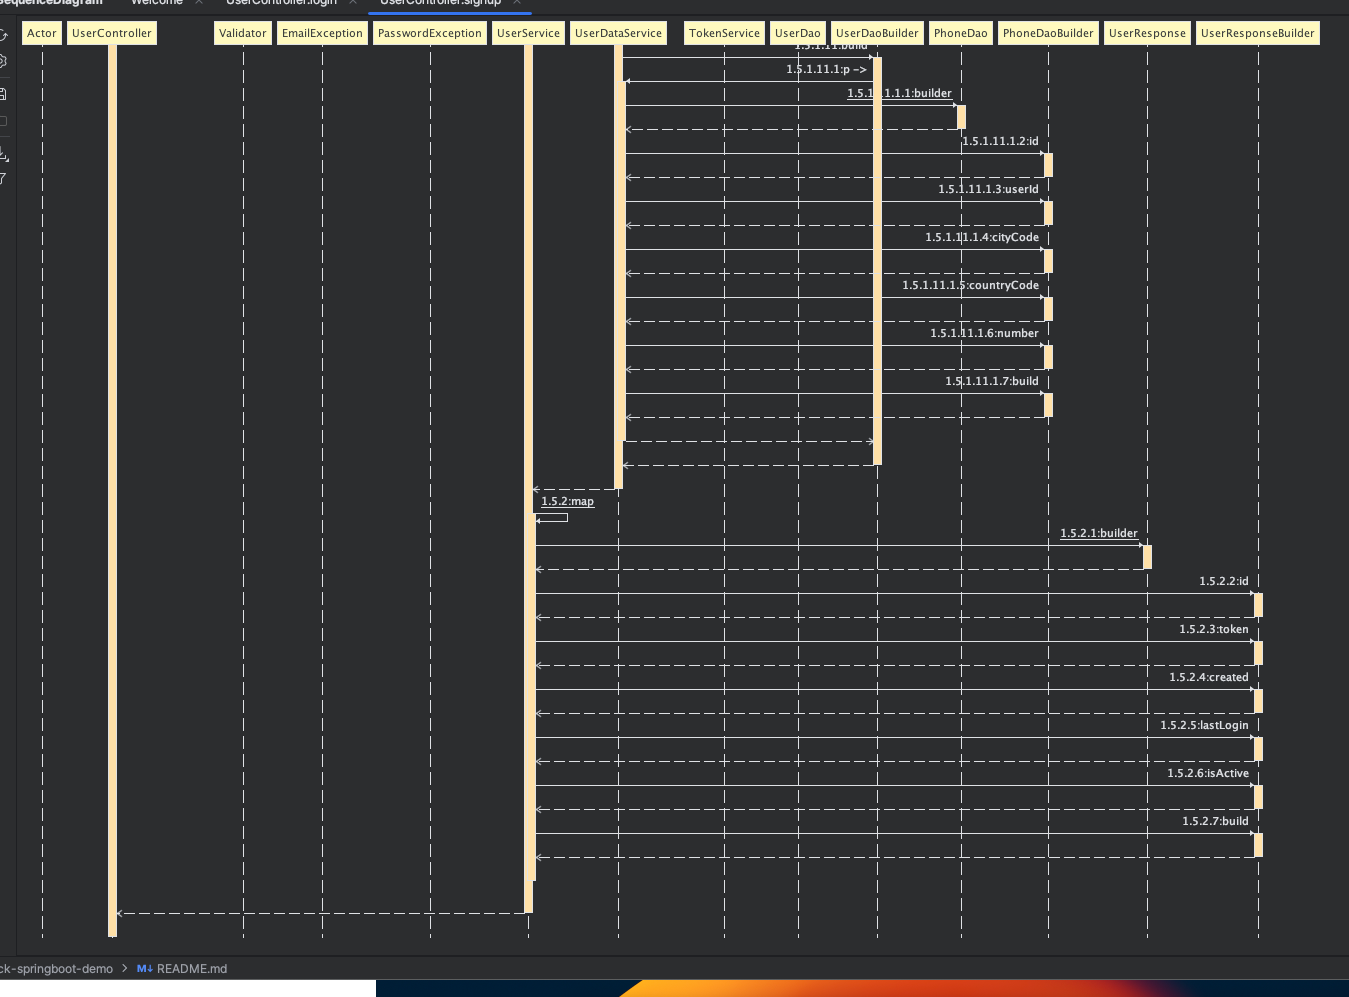 SequenceDiagram Welcome UserController.login UserController.signup
Actor UserController Validator EmailException PasswordException UserService UserDataService TokenService UserDao UserDaoBuilder PhoneDao PhoneDaoBuilder UserResponse UserResponseBuilder
1.5.1.11:build
1.5.1.11.1:p ->
1.5.1.11.1.1:builder
1.5.1.11.1.2:id
1.5.1.11.1.3:userId
1.5.1.11.1.4:cityCode
1.5.1.11.1.5:countryCode
1.5.1.11.1.6:number
1.5.1.11.1.7:build
1.5.2:map
1.5.2.1:builder
1.5.2.2:id
1.5.2.3:token
1.5.2.4:created
1.5.2.5:lastLogin
1.5.2.6:isActive
1.5.2.7:build
ck-springboot-demo > M↓ README.md